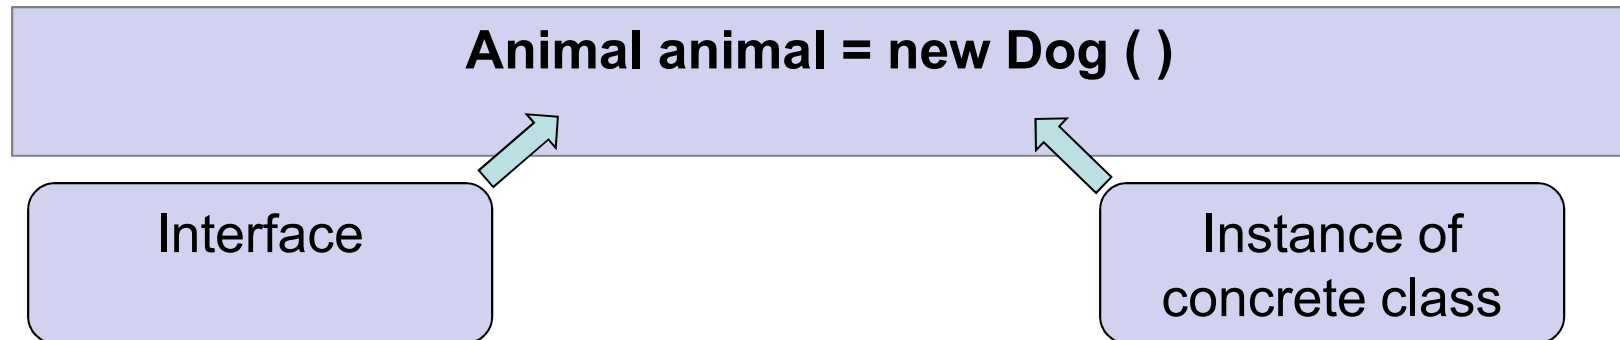 Animal animal = new Dog ( )
Interface
Instance of
concrete class